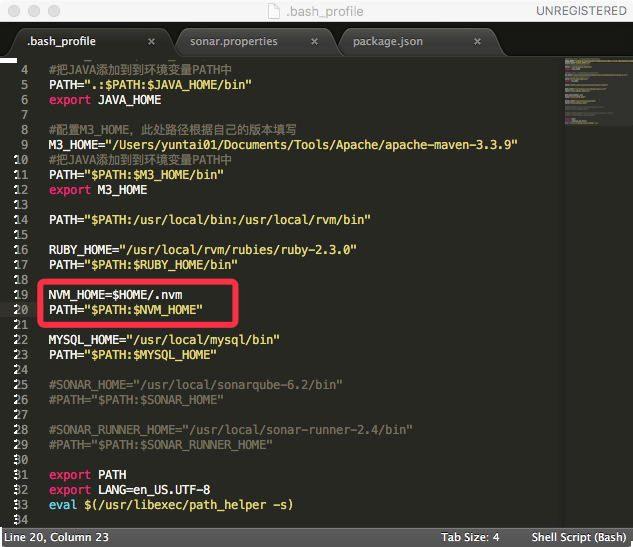 .bash_profile
UNREGISTERED
.bash_profile × sonar.properties × package.json ×
4 #把JAVA添加到到环境变量PATH中
5 PATH=".:$PATH:$JAVA_HOME/bin"
6 export JAVA_HOME
7
8 #配置M3_HOME，此处路径根据自己的版本填写
9 M3_HOME="/Users/yuntai01/Documents/Tools/Apache/apache-maven-3.3.9"
10 #把JAVA添加到到环境变量PATH中
11 PATH="$PATH:$M3_HOME/bin"
12 export M3_HOME
13
14 PATH="$PATH:/usr/local/bin:/usr/local/rvm/bin"
15
16 RUBY_HOME="/usr/local/rvm/rubies/ruby-2.3.0"
17 PATH="$PATH:$RUBY_HOME/bin"
18
19 NVM_HOME=$HOME/.nvm
20 PATH="$PATH:$NVM_HOME"
21
22 MYSQL_HOME="/usr/local/mysql/bin"
23 PATH="$PATH:$MYSQL_HOME"
24
25 #SONAR_HOME="/usr/local/sonarqube-6.2/bin"
26 #PATH="$PATH:$SONAR_HOME"
27
28 #SONAR_RUNNER_HOME="/usr/local/sonar-runner-2.4/bin"
29 #PATH="$PATH:$SONAR_RUNNER_HOME"
30
31 export PATH
32 export LANG=en_US.UTF-8
33 eval $(/usr/libexec/path_helper -s)
34
Line 20, Column 23
Tab Size: 4
Shell Script (Bash)